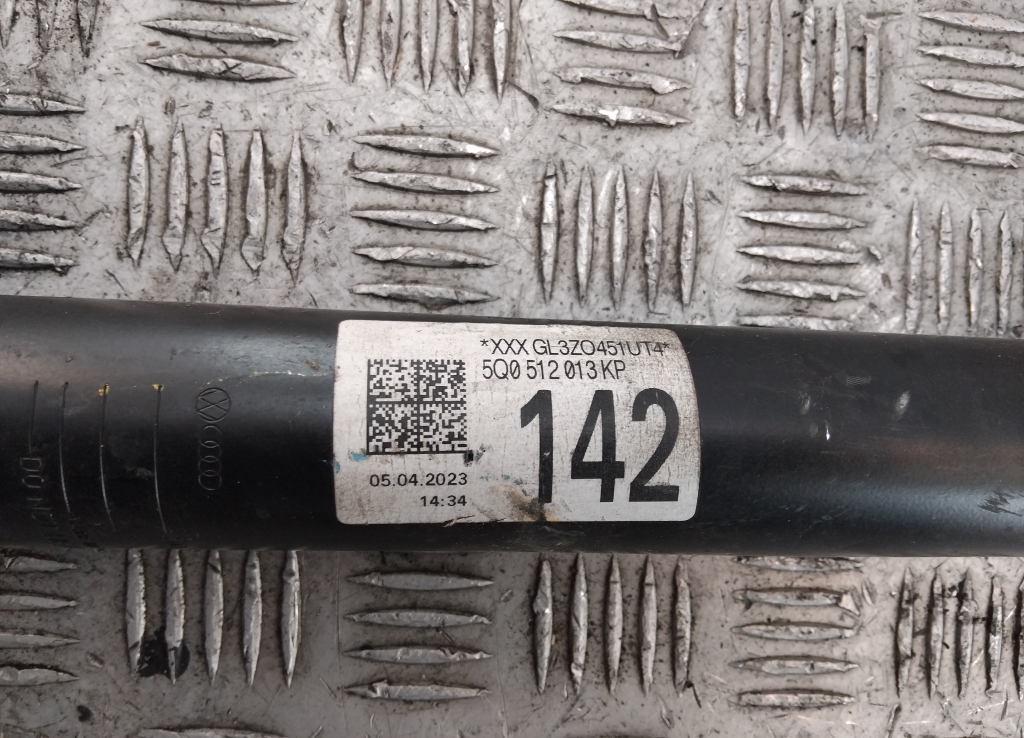 *XXX GL3ZO451UT4*
5Q0 512 013 KP
142
05.04.2023
14:34